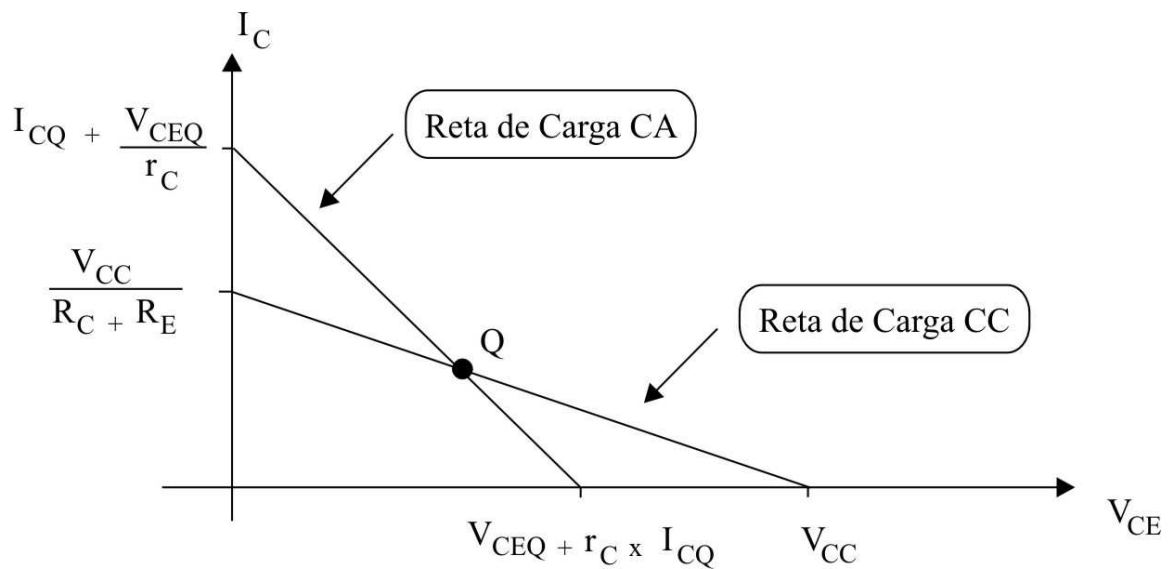 I_C
I_CQ + V_CEQ / r_C
Reta de Carga CA
V_CC / R_C + R_E
Reta de Carga CC
Q
V_CEQ + r_C x I_CQ
V_CC
V_CE